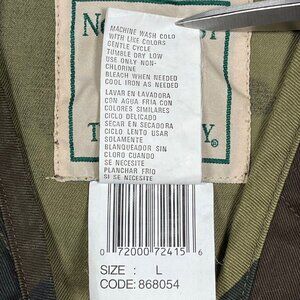 MACHINE WASH COLD
WITH LIKE COLORS
GENTLE CYCLE
TUMBLE DRY LOW
USE ONLY NON-
CHLORINE
BLEACH WHEN NEEDED
COOL IRON AS NEEDED
LAVAR EN LAVADORA
CON AGUA FRIA CON
COLORES SIMILARES
CICLO DELICADO
SECAR EN SECADORA
CICLO LENTO USAR
SOLAMENTE
BLANQUEADOR SIN
CLORO CUANDO SE
NECESITE
PLANCHAR FRIO
SI SE NECESITE
0 72000 72415 6
SIZE : L
CODE: 868054